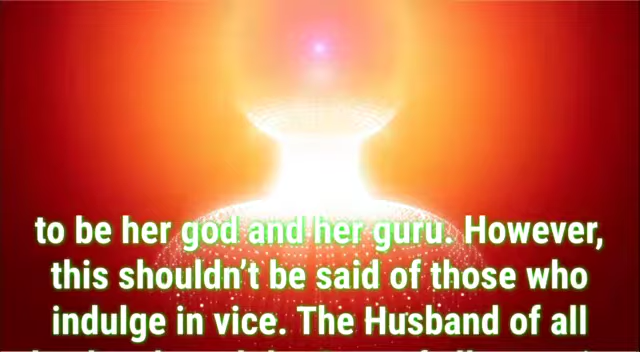 to be her god and her guru. However,
this shouldn't be said of those who
indulge in vice. The Husband of all